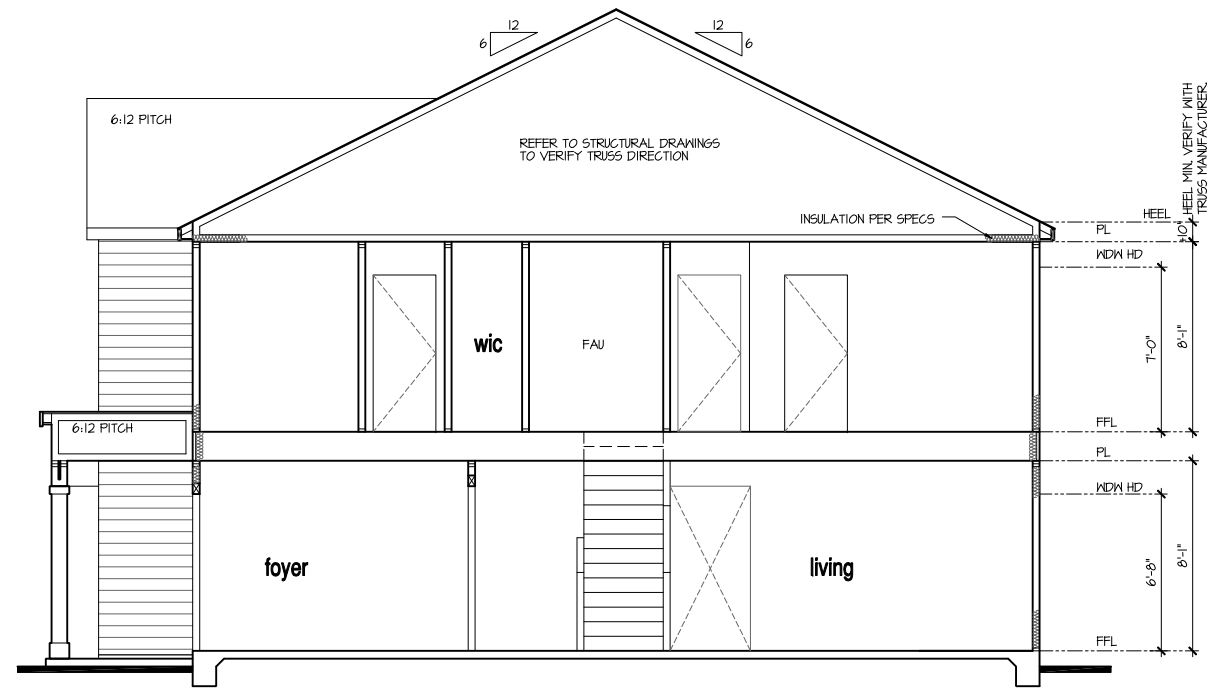 12
6
12
6
6:12 PITCH
REFER TO STRUCTURAL DRAWINGS
TO VERIFY TRUSS DIRECTION
INSULATION PER SPECS
HEEL
HEEL MIN. VERIFY WITH
TRUSS MANUFACTURER.
10"
PL
WDW HD
wic
FAU
7'-0"
8'-1"
FFL
6:12 PITCH
PL
WDW HD
foyer
living
6'-8"
8'-1"
FFL